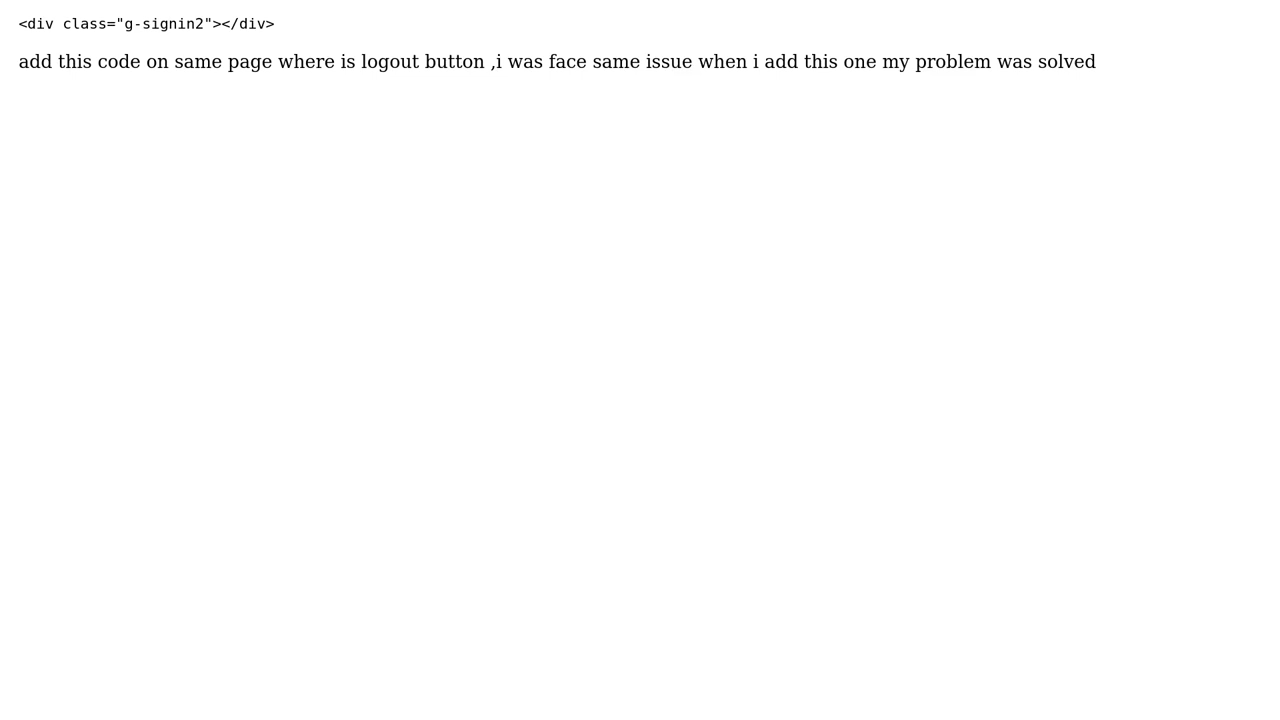 <div class="g-signin2"></div>
add this code on same page where is logout button ,i was face same issue when i add this one my problem was solved